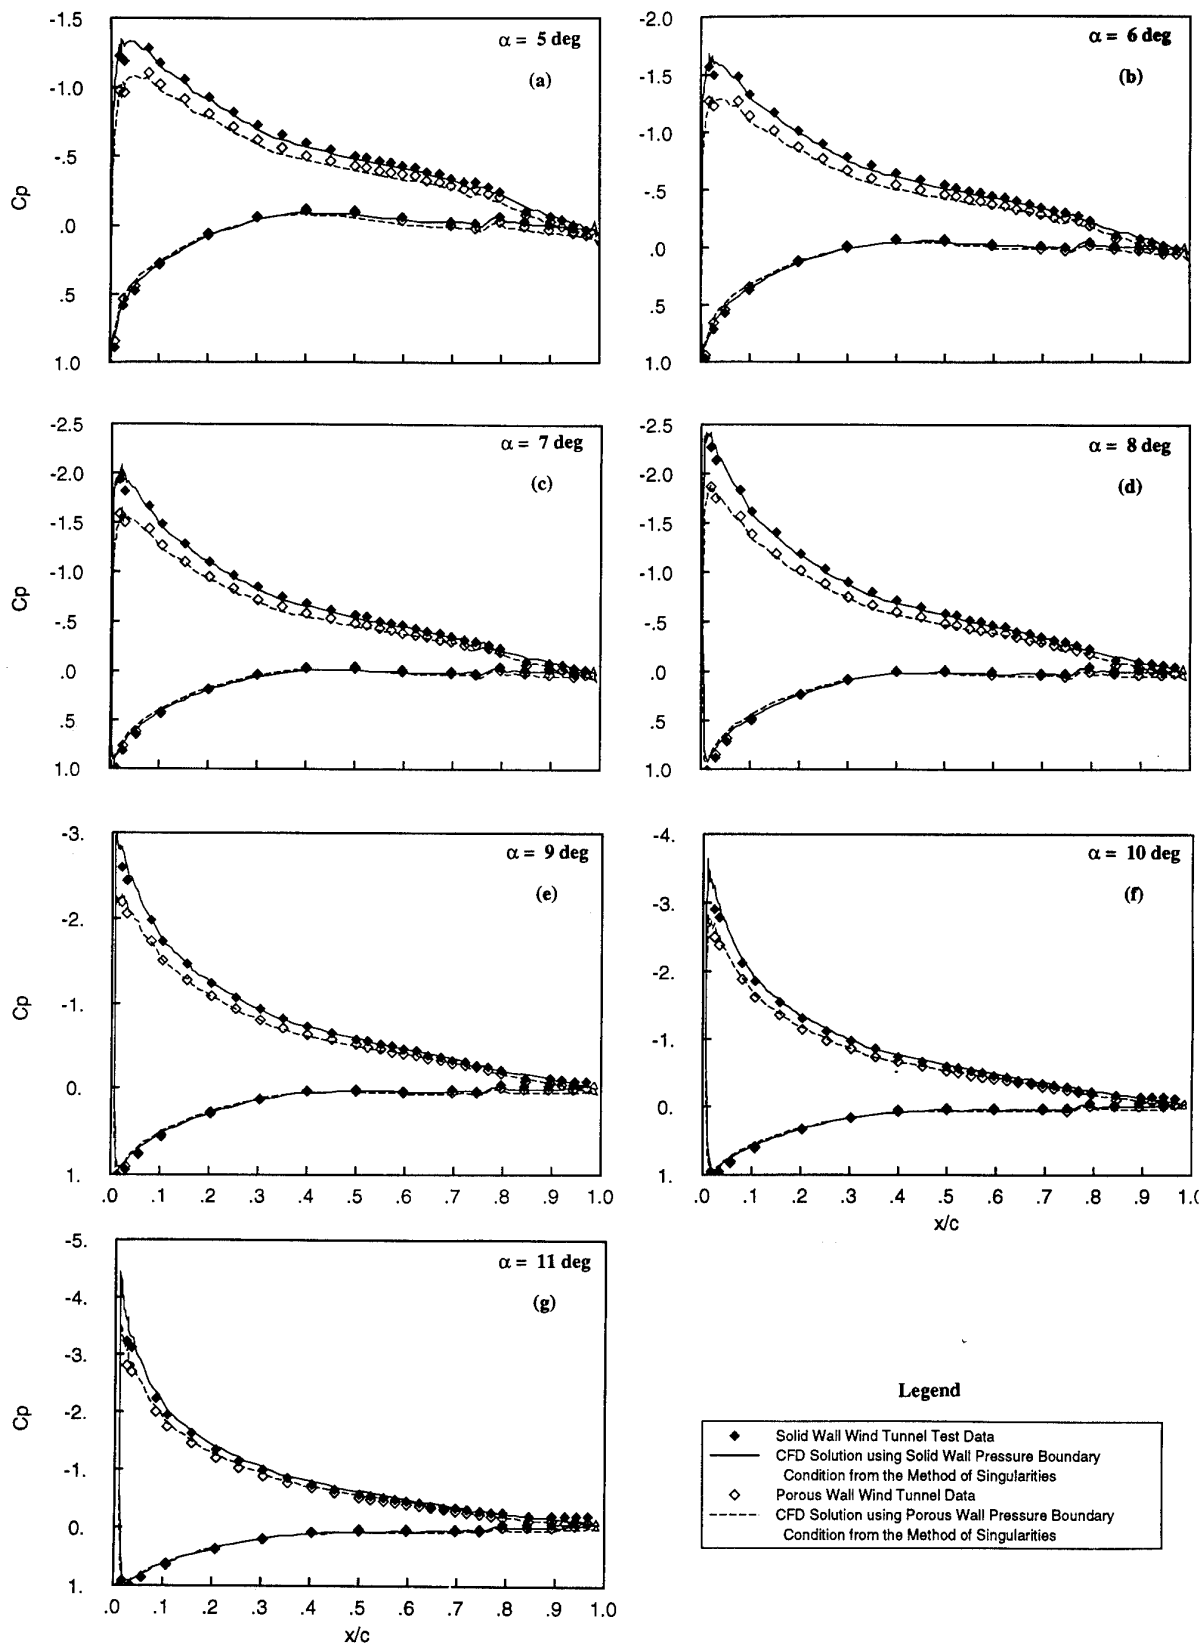 α = 5 deg
(a)
Cp
-1.5
-1.0
-.5
.0
.5
1.0
α = 6 deg
(b)
-2.0
-1.5
-1.0
-.5
.0
.5
1.0
α = 7 deg
(c)
Cp
-2.5
-2.0
-1.5
-1.0
-.5
.0
.5
1.0
α = 8 deg
(d)
-2.5
-2.0
-1.5
-1.0
-.5
.0
.5
1.0
α = 9 deg
(e)
Cp
-3.
-2.
-1.
0.
1.
.0 .1 .2 .3 .4 .5 .6 .7 .8 .9 1.0
α = 10 deg
(f)
-4.
-3.
-2.
-1.
0.
1.
.0 .1 .2 .3 .4 .5 .6 .7 .8 .9 1.0
x/c
α = 11 deg
(g)
Cp
-5.
-4.
-3.
-2.
-1.
0.
1.
.0 .1 .2 .3 .4 .5 .6 .7 .8 .9 1.0
x/c
Legend
Solid Wall Wind Tunnel Test Data
CFD Solution using Solid Wall Pressure Boundary
Condition from the Method of Singularities
Porous Wall Wind Tunnel Data
CFD Solution using Porous Wall Pressure Boundary
Condition from the Method of Singularities